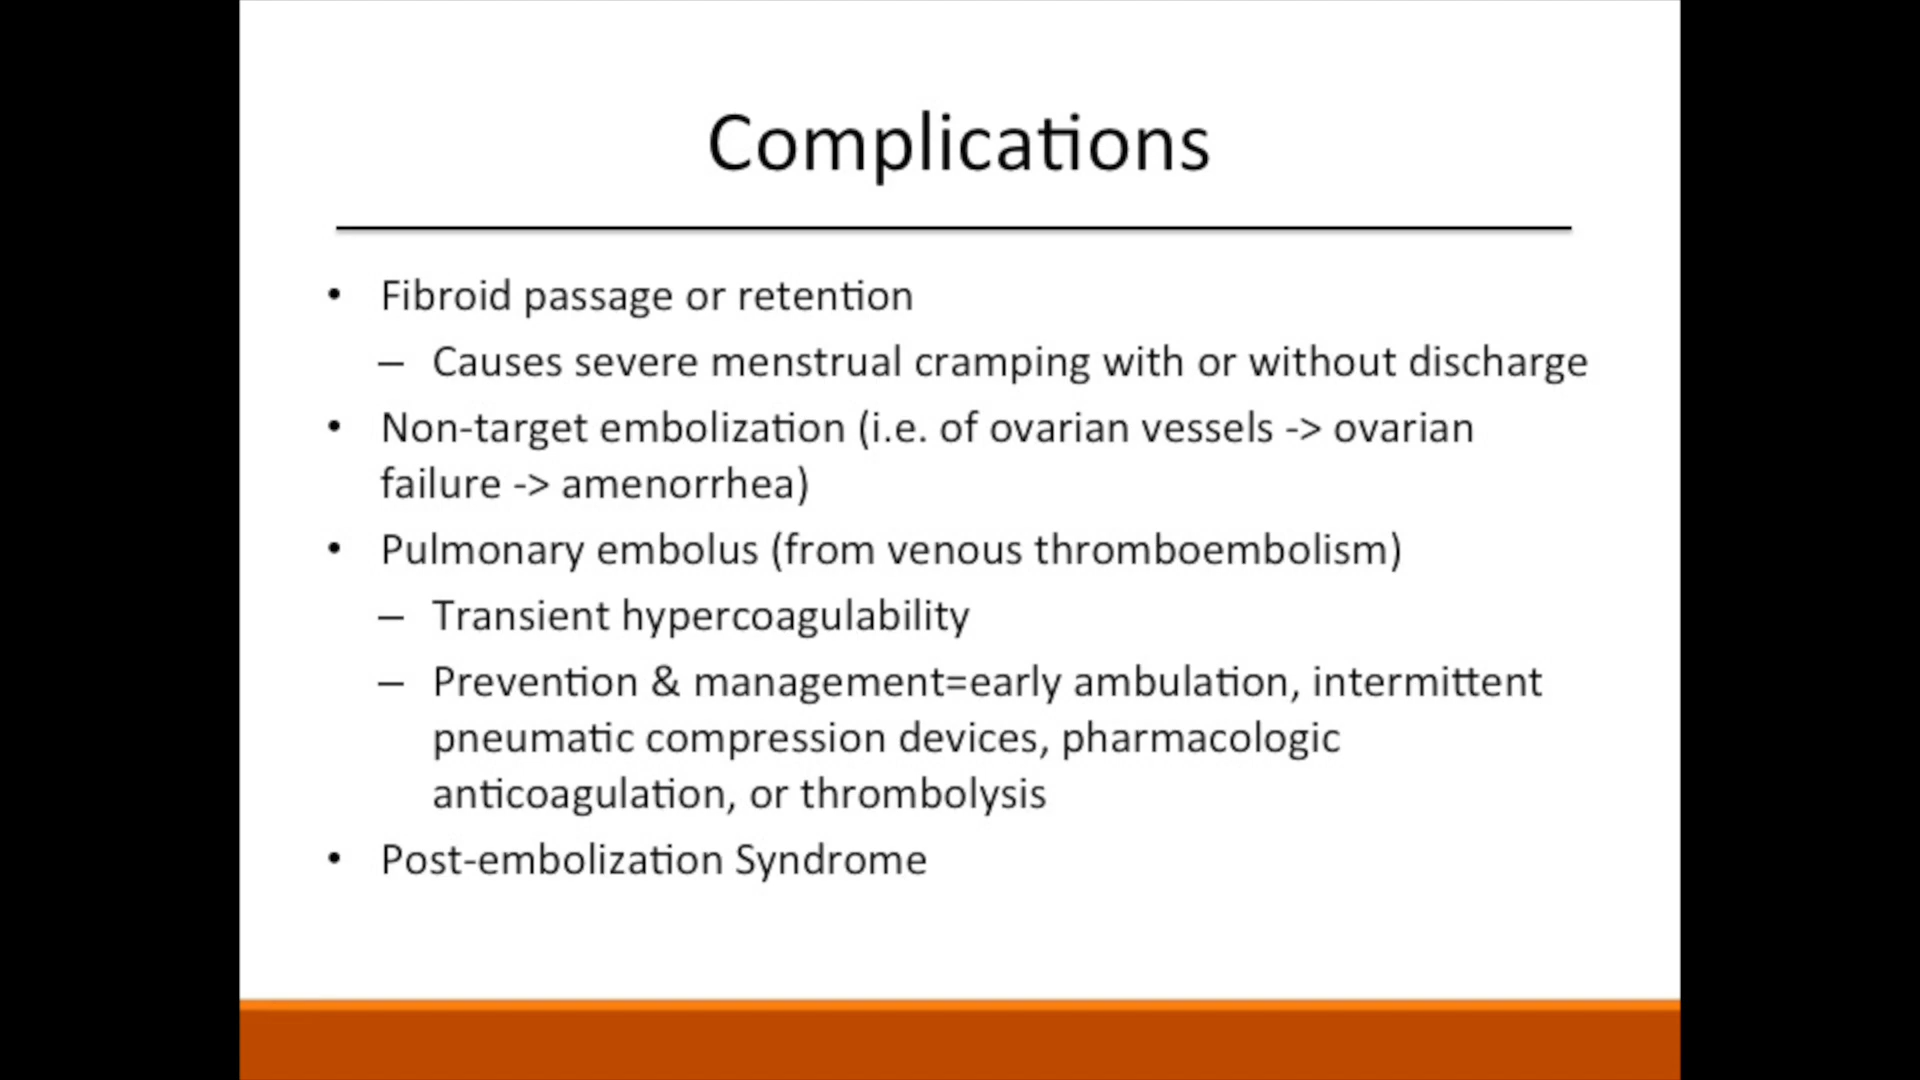 Complications
• Fibroid passage or retention
– Causes severe menstrual cramping with or without discharge
• Non-target embolization (i.e. of ovarian vessels -> ovarian
failure -> amenorrhea)
• Pulmonary embolus (from venous thromboembolism)
– Transient hypercoagulability
– Prevention & management=early ambulation, intermittent
pneumatic compression devices, pharmacologic
anticoagulation, or thrombolysis
• Post-embolization Syndrome